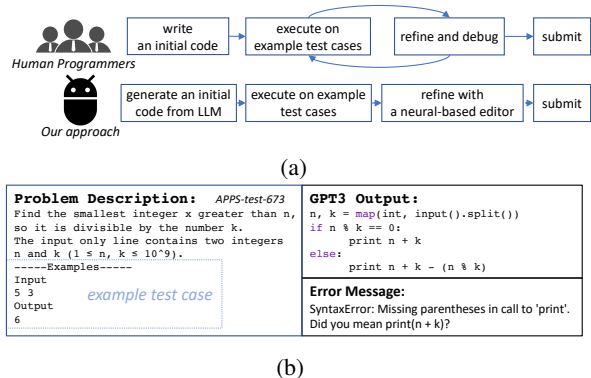 write
an initial code
execute on
example test cases
refine and debug
submit
Human Programmers
generate an initial
code from LLM
execute on example
test cases
refine with
a neural-based editor
submit
Our approach
(a)
Problem Description: APPS-test-673
Find the smallest integer x greater than n,
so it is divisible by the number k.
The input only line contains two integers
n and k (1 ≤ n, k ≤ 10^9).
-----Examples-----
Input
5 3
Output
6
example test case
GPT3 Output:
n, k = map(int, input().split())
if n % k == 0:
print n + k
else:
print n + k - (n % k)
Error Message:
SyntaxError: Missing parentheses in call to 'print'.
Did you mean print(n + k)?
(b)